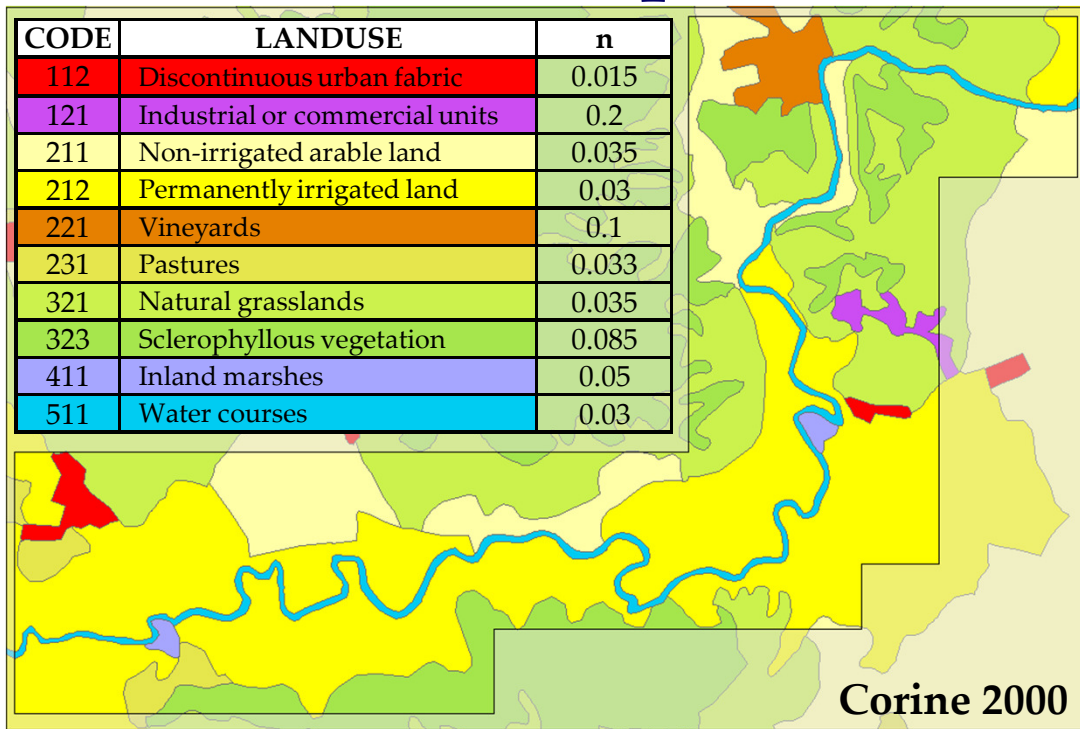 CODE LANDUSE n
112 Discontinuous urban fabric 0.015
121 Industrial or commercial units 0.2
211 Non-irrigated arable land 0.035
212 Permanently irrigated land 0.03
221 Vineyards 0.1
231 Pastures 0.033
321 Natural grasslands 0.035
323 Sclerophyllous vegetation 0.085
411 Inland marshes 0.05
511 Water courses 0.03
Corine 2000